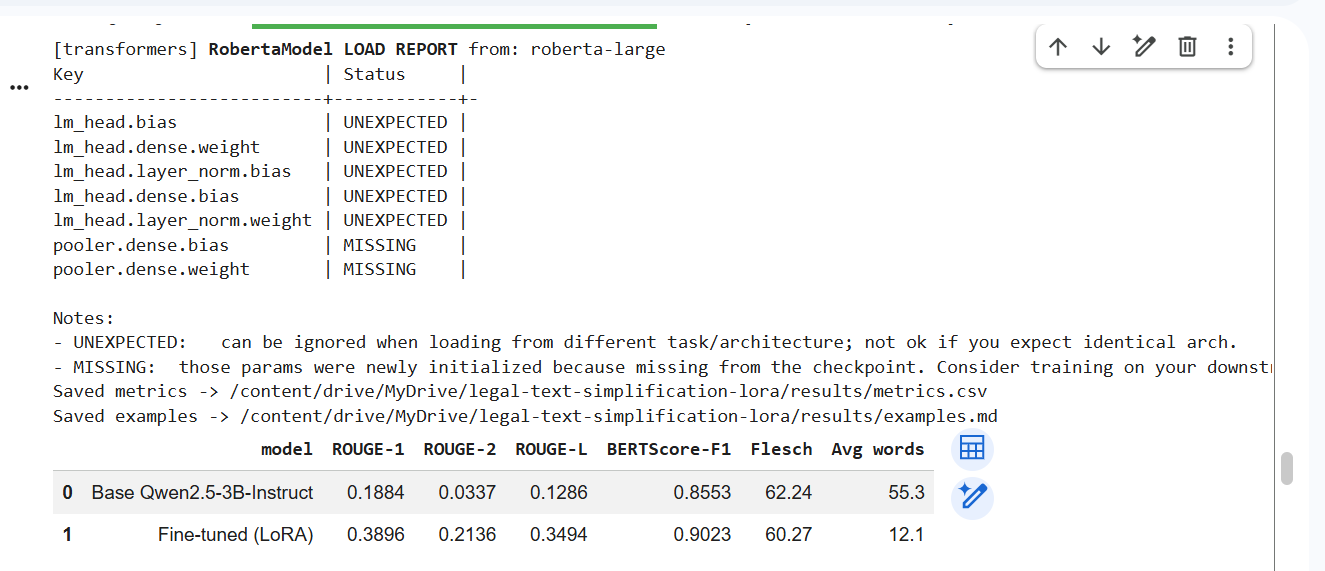 [transformers] RobertaModel LOAD REPORT from: roberta-large
Key | Status |
--------------------------+------------+-
lm_head.bias | UNEXPECTED |
lm_head.dense.weight | UNEXPECTED |
lm_head.layer_norm.bias | UNEXPECTED |
lm_head.dense.bias | UNEXPECTED |
lm_head.layer_norm.weight | UNEXPECTED |
pooler.dense.bias | MISSING |
pooler.dense.weight | MISSING |
Notes:
- UNEXPECTED: can be ignored when loading from different task/architecture; not ok if you expect identical arch.
- MISSING: those params were newly initialized because missing from the checkpoint. Consider training on your
Saved metrics -> /content/drive/MyDrive/legal-text-simplification-lora/results/metrics.csv
Saved examples -> /content/drive/MyDrive/legal-text-simplification-lora/results/examples.md
model ROUGE-1 ROUGE-2 ROUGE-L BERTScore-F1 Flesch Avg words
0 Base Qwen2.5-3B-Instruct 0.1884 0.0337 0.1286 0.8553 62.24 55.3
1 Fine-tuned (LoRA) 0.3896 0.2136 0.3494 0.9023 60.27 12.1